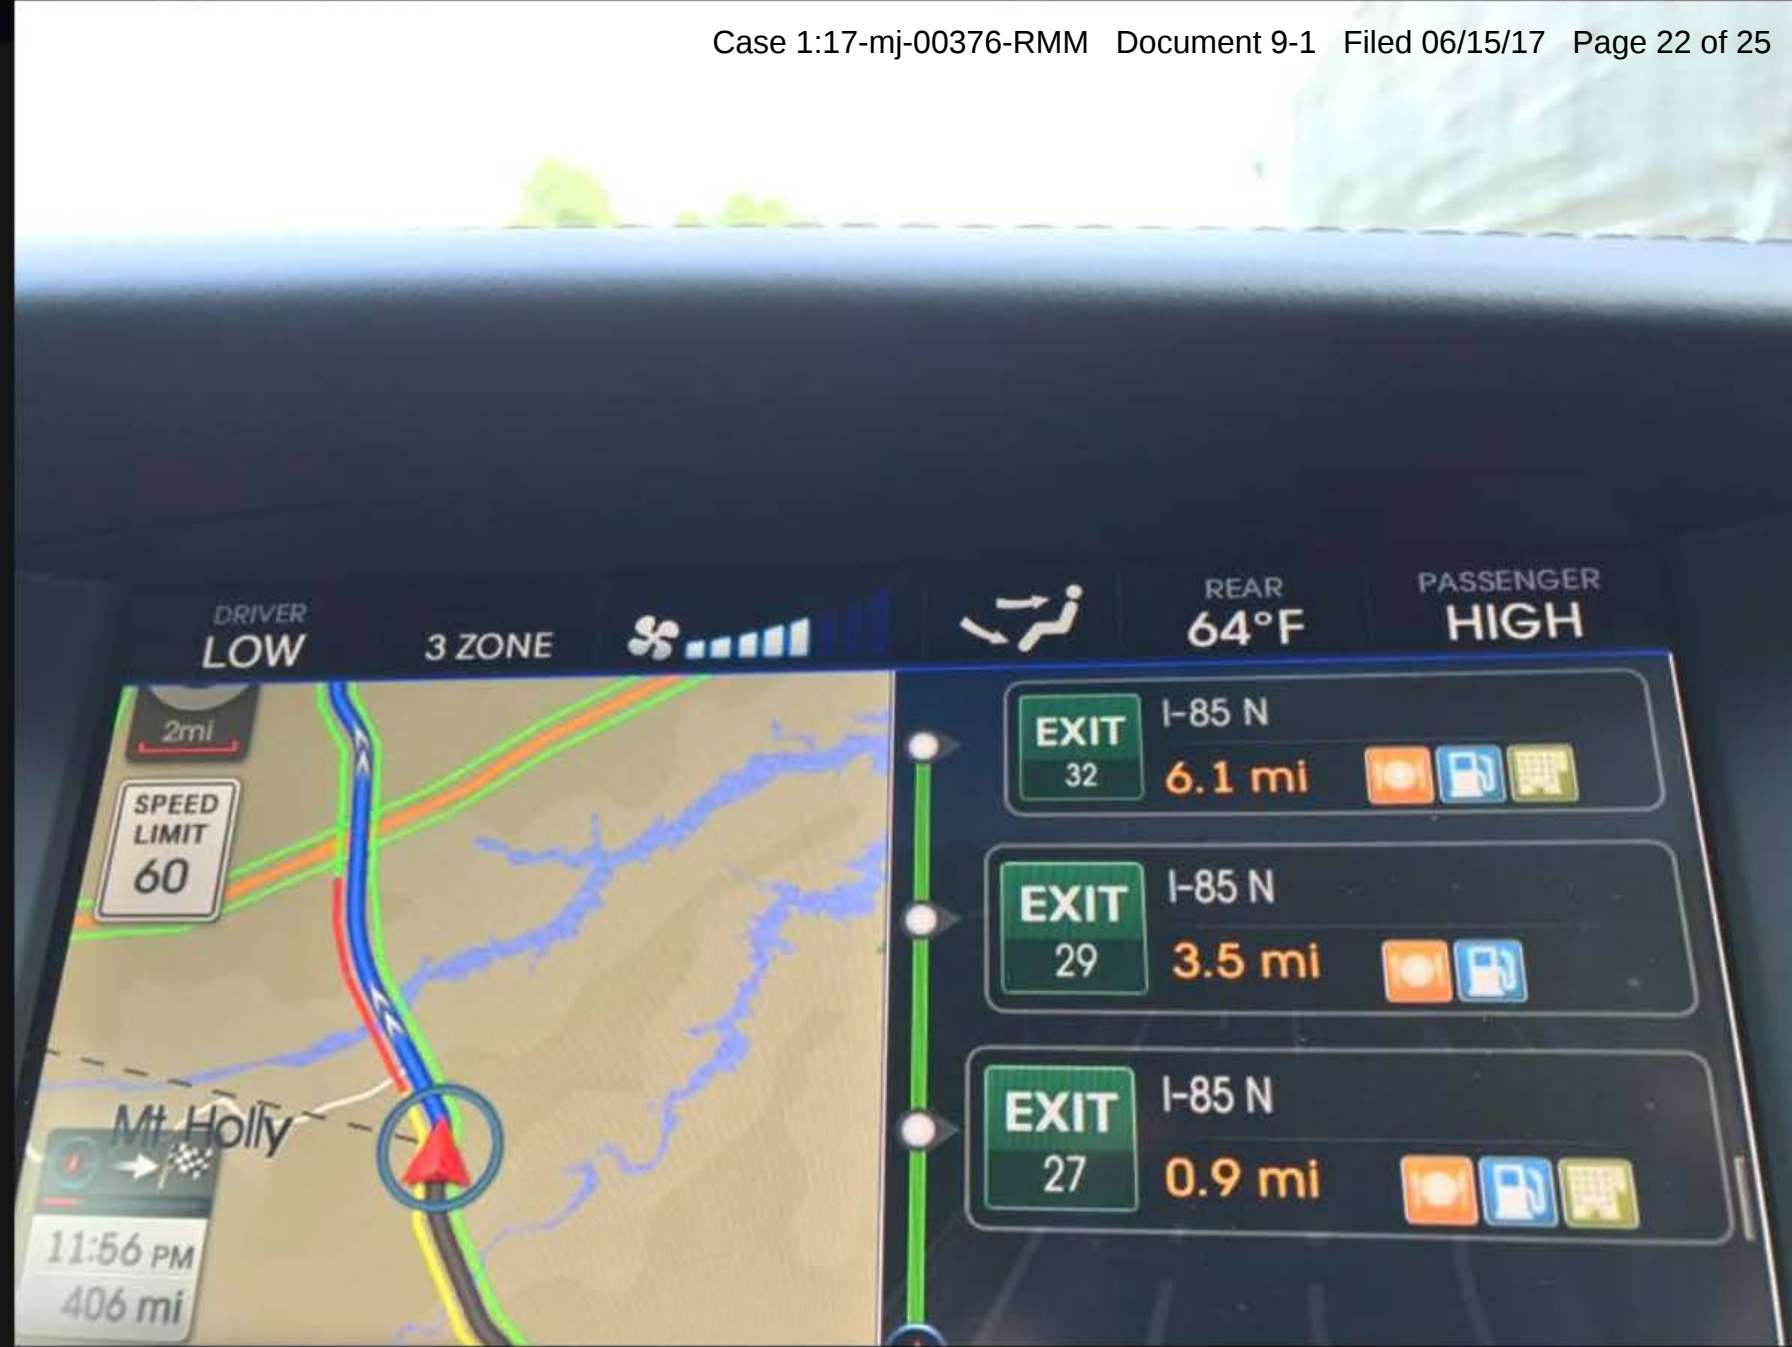 Case 1:17-mj-00376-RMM Document 9-1 Filed 06/15/17 Page 22 of 25
DRIVER
LOW
3 ZONE
REAR
64°F
PASSENGER
HIGH
2mi
SPEED
LIMIT
60
Mt Holly
11:56 PM
406 mi
EXIT
32
I-85 N
6.1 mi
EXIT
29
I-85 N
3.5 mi
EXIT
27
I-85 N
0.9 mi